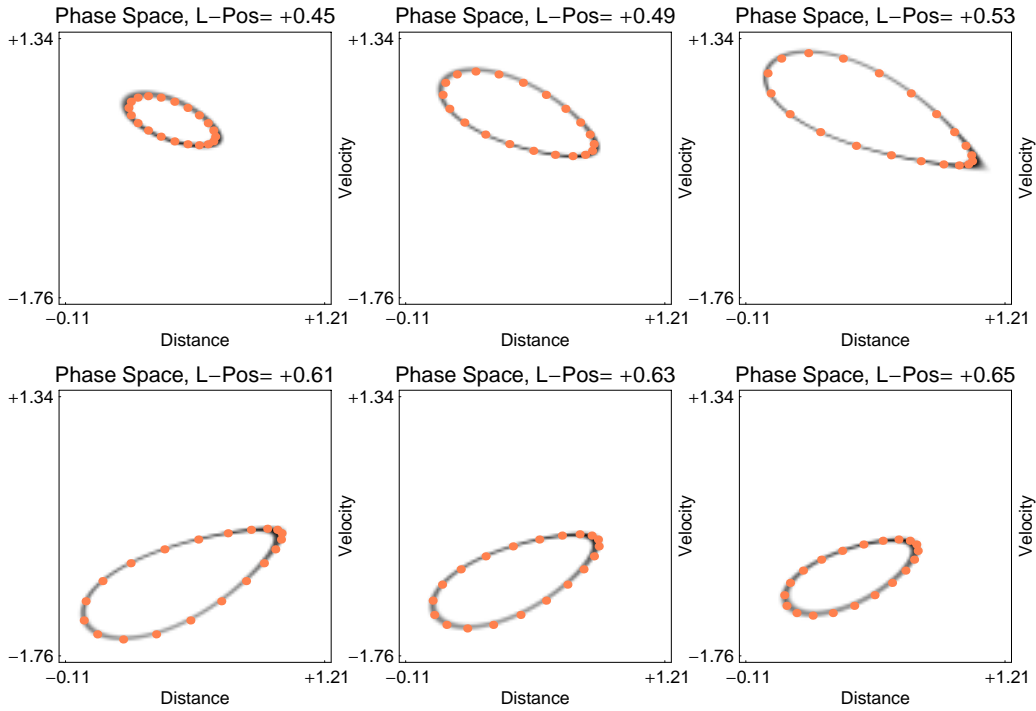 Phase Space, L−Pos= +0.45
+1.34
−1.76
−0.11
+1.21
Distance
Velocity
Phase Space, L−Pos= +0.49
+1.34
−1.76
−0.11
+1.21
Distance
Velocity
Phase Space, L−Pos= +0.53
+1.34
−1.76
−0.11
+1.21
Distance
Velocity
Phase Space, L−Pos= +0.61
+1.34
−1.76
−0.11
+1.21
Distance
Velocity
Phase Space, L−Pos= +0.63
+1.34
−1.76
−0.11
+1.21
Distance
Velocity
Phase Space, L−Pos= +0.65
+1.34
−1.76
−0.11
+1.21
Distance
Velocity